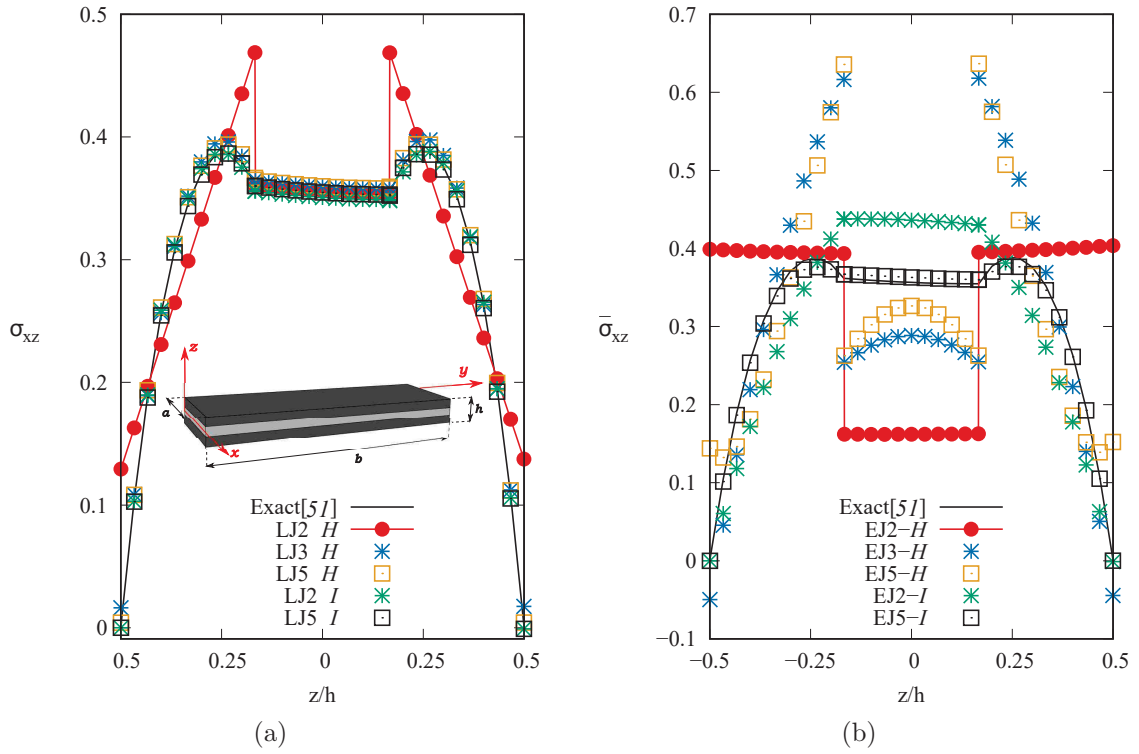 0.5
0.4
0.3
0.2
0.1
0
σxz
0.5 0.25 0 0.25 0.5
z/h
z
y
x
a
b
h
Exact[51]
LJ2 H
LJ3 H
LJ5 H
LJ2 I
LJ5 I
(a)
0.7
0.6
0.5
0.4
0.3
0.2
0.1
0
−0.1
σ̄xz
−0.5 −0.25 0 0.25 0.5
z/h
Exact[51]
EJ2−H
EJ3−H
EJ5−H
EJ2−I
EJ5−I
(b)